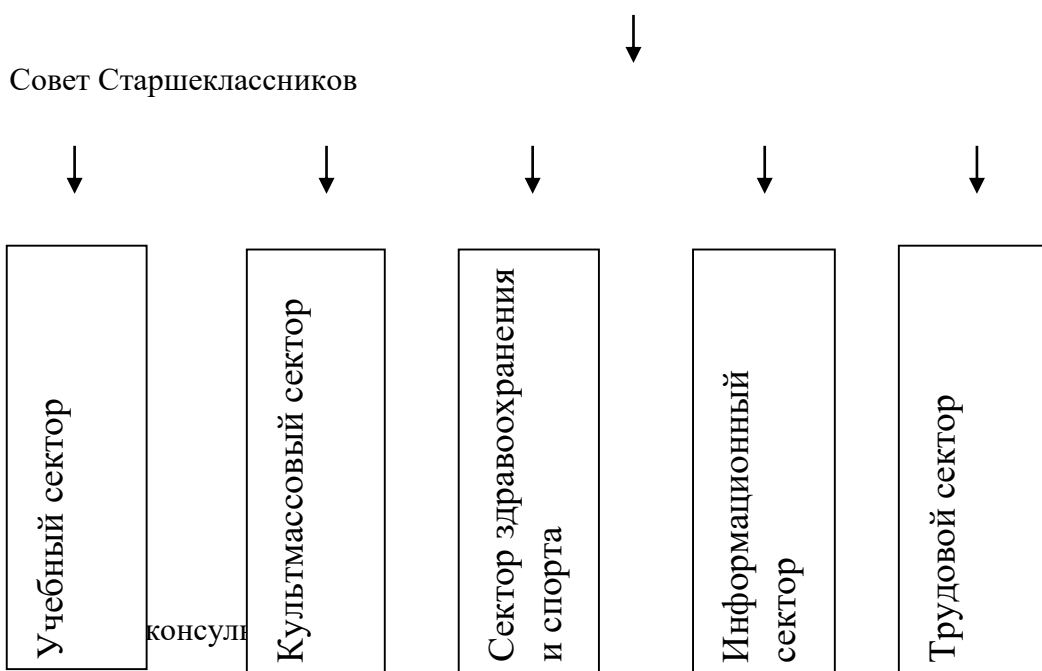 Совет Старшеклассников
Учебный сектор
Культмассовый сектор
Сектор здравоохранения
и спорта
Информационный
сектор
Трудовой сектор